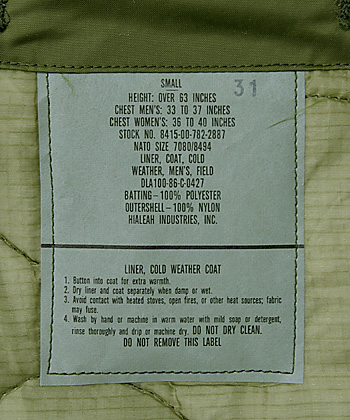 SMALL
31
HEIGHT: OVER 63 INCHES
CHEST MEN'S: 33 TO 37 INCHES
CHEST WOMEN'S: 36 TO 40 INCHES
STOCK NO. 8415-00-782-2887
NATO SIZE 7080/8494
LINER, COAT, COLD
WEATHER, MEN'S, FIELD
DLA100-86-C-0427
BATTING—100% POLYESTER
OUTERSHELL—100% NYLON
HIALEAH INDUSTRIES, INC.
LINER, COLD WEATHER COAT
1. Button into coat for extra warmth.
2. Dry liner and coat separately when damp or wet.
3. Avoid contact with heated stoves, open fires, or other heat sources; fabric
may fuse.
4. Wash by hand or machine in warm water with mild soap or detergent,
rinse thoroughly and drip or machine dry. DO NOT DRY CLEAN.
DO NOT REMOVE THIS LABEL